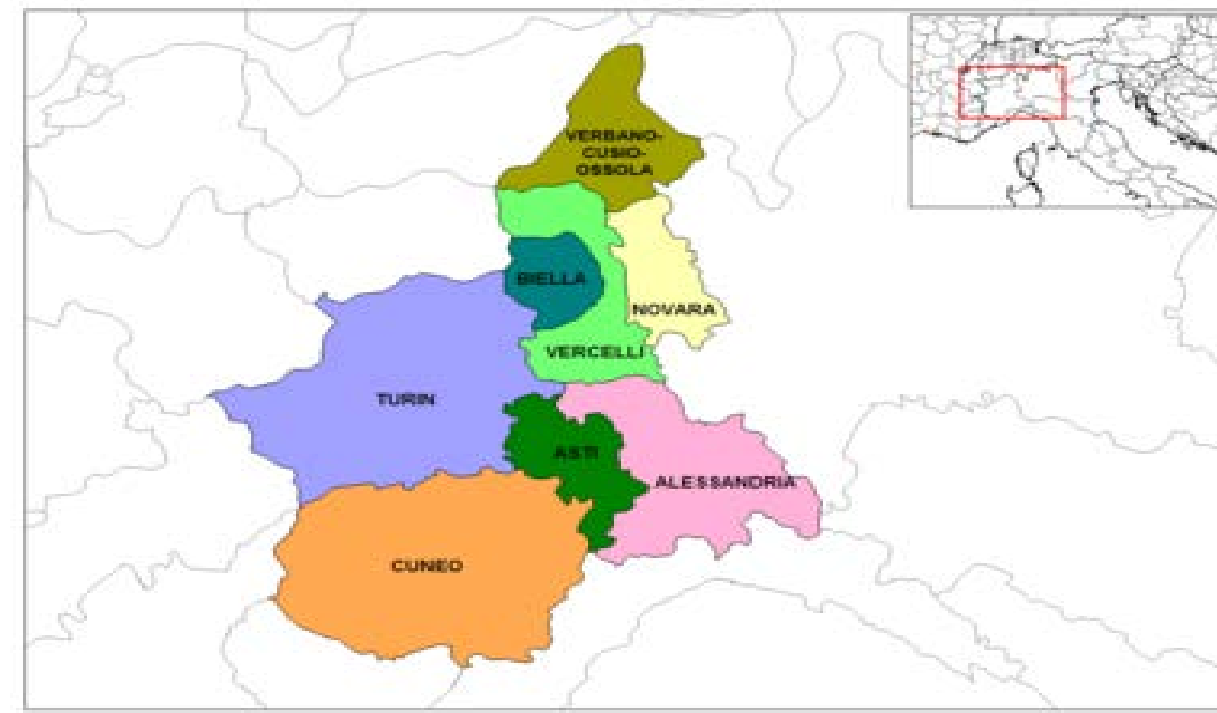 VERBANO-
CUSIO-
OSSOLA
BIELLA
NOVARA
VERCELLI
TURIN
ASTI
ALESSANDRIA
CUNEO